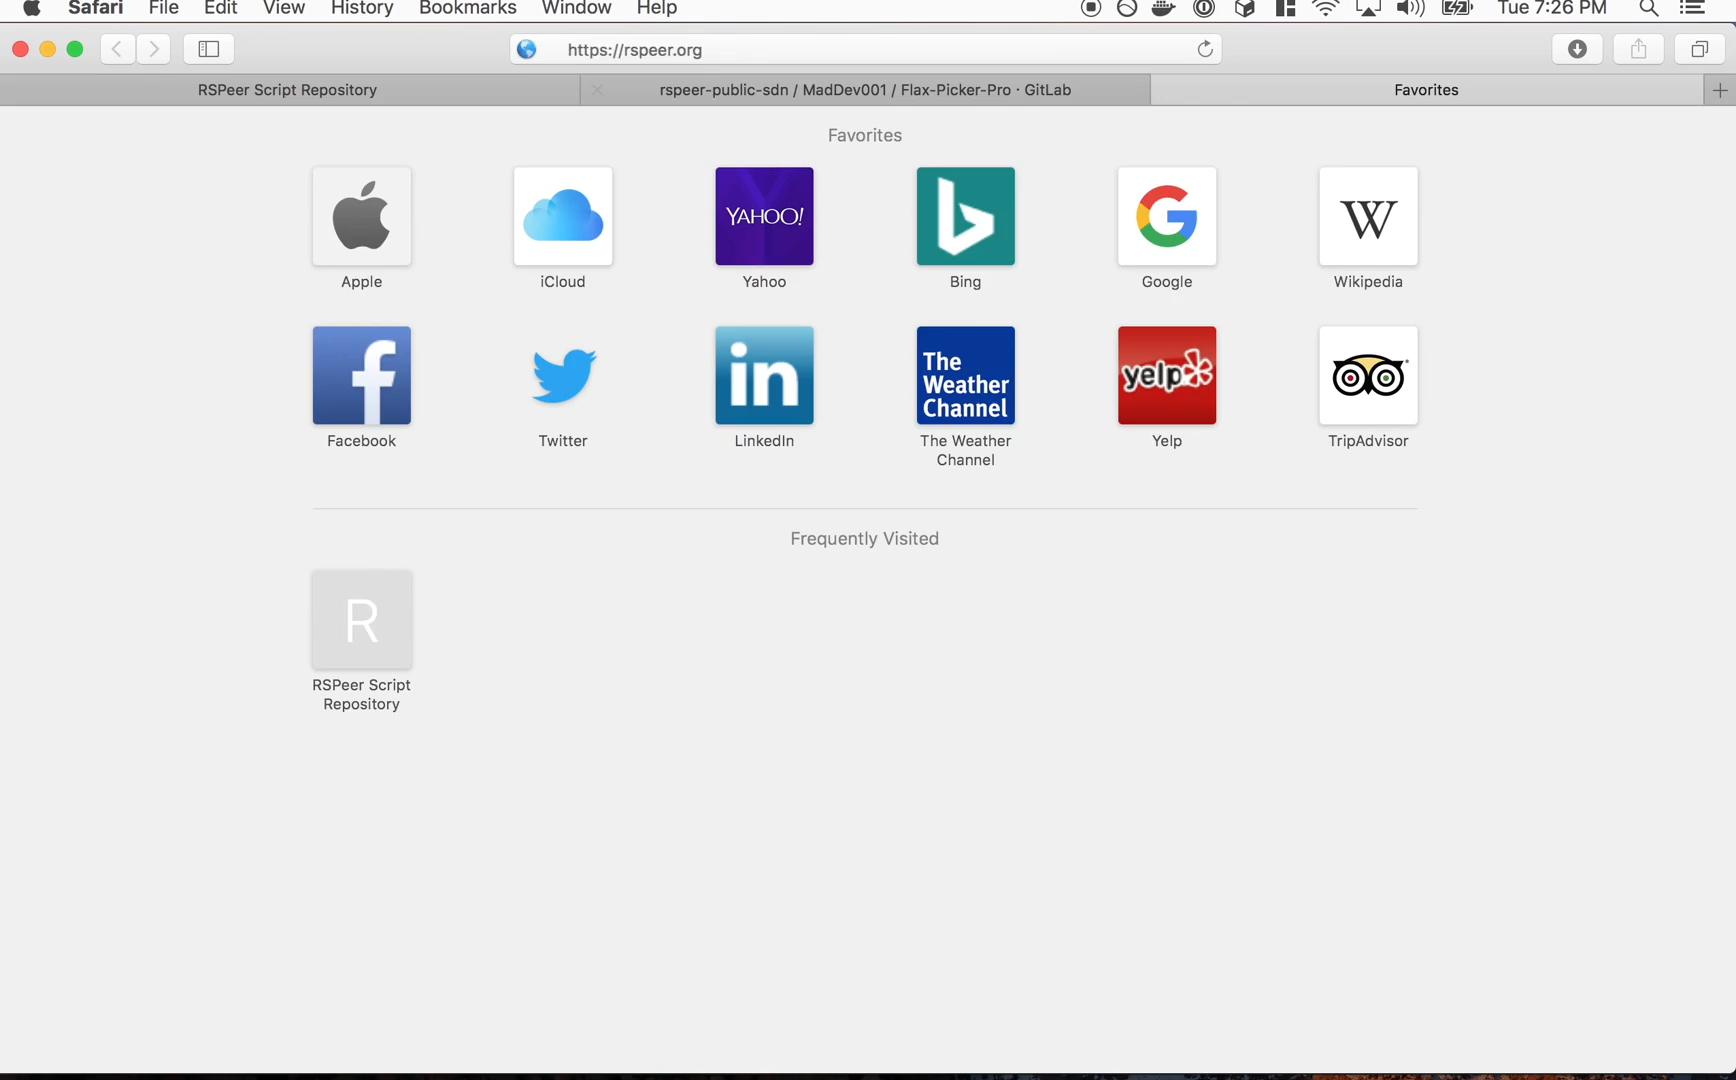 Safari File Edit View History Bookmarks Window Help Tue 7:26 PM
https://rspeer.org
RSPeer Script Repository rspeer-public-sdn / MadDev001 / Flax-Picker-Pro · GitLab Favorites
Favorites
YAHOO!
W
Apple iCloud Yahoo Bing Google Wikipedia
The
Weather
Channel
in
yelp
Facebook Twitter LinkedIn The Weather
Channel
Yelp TripAdvisor
Frequently Visited
R
RSPeer Script
Repository